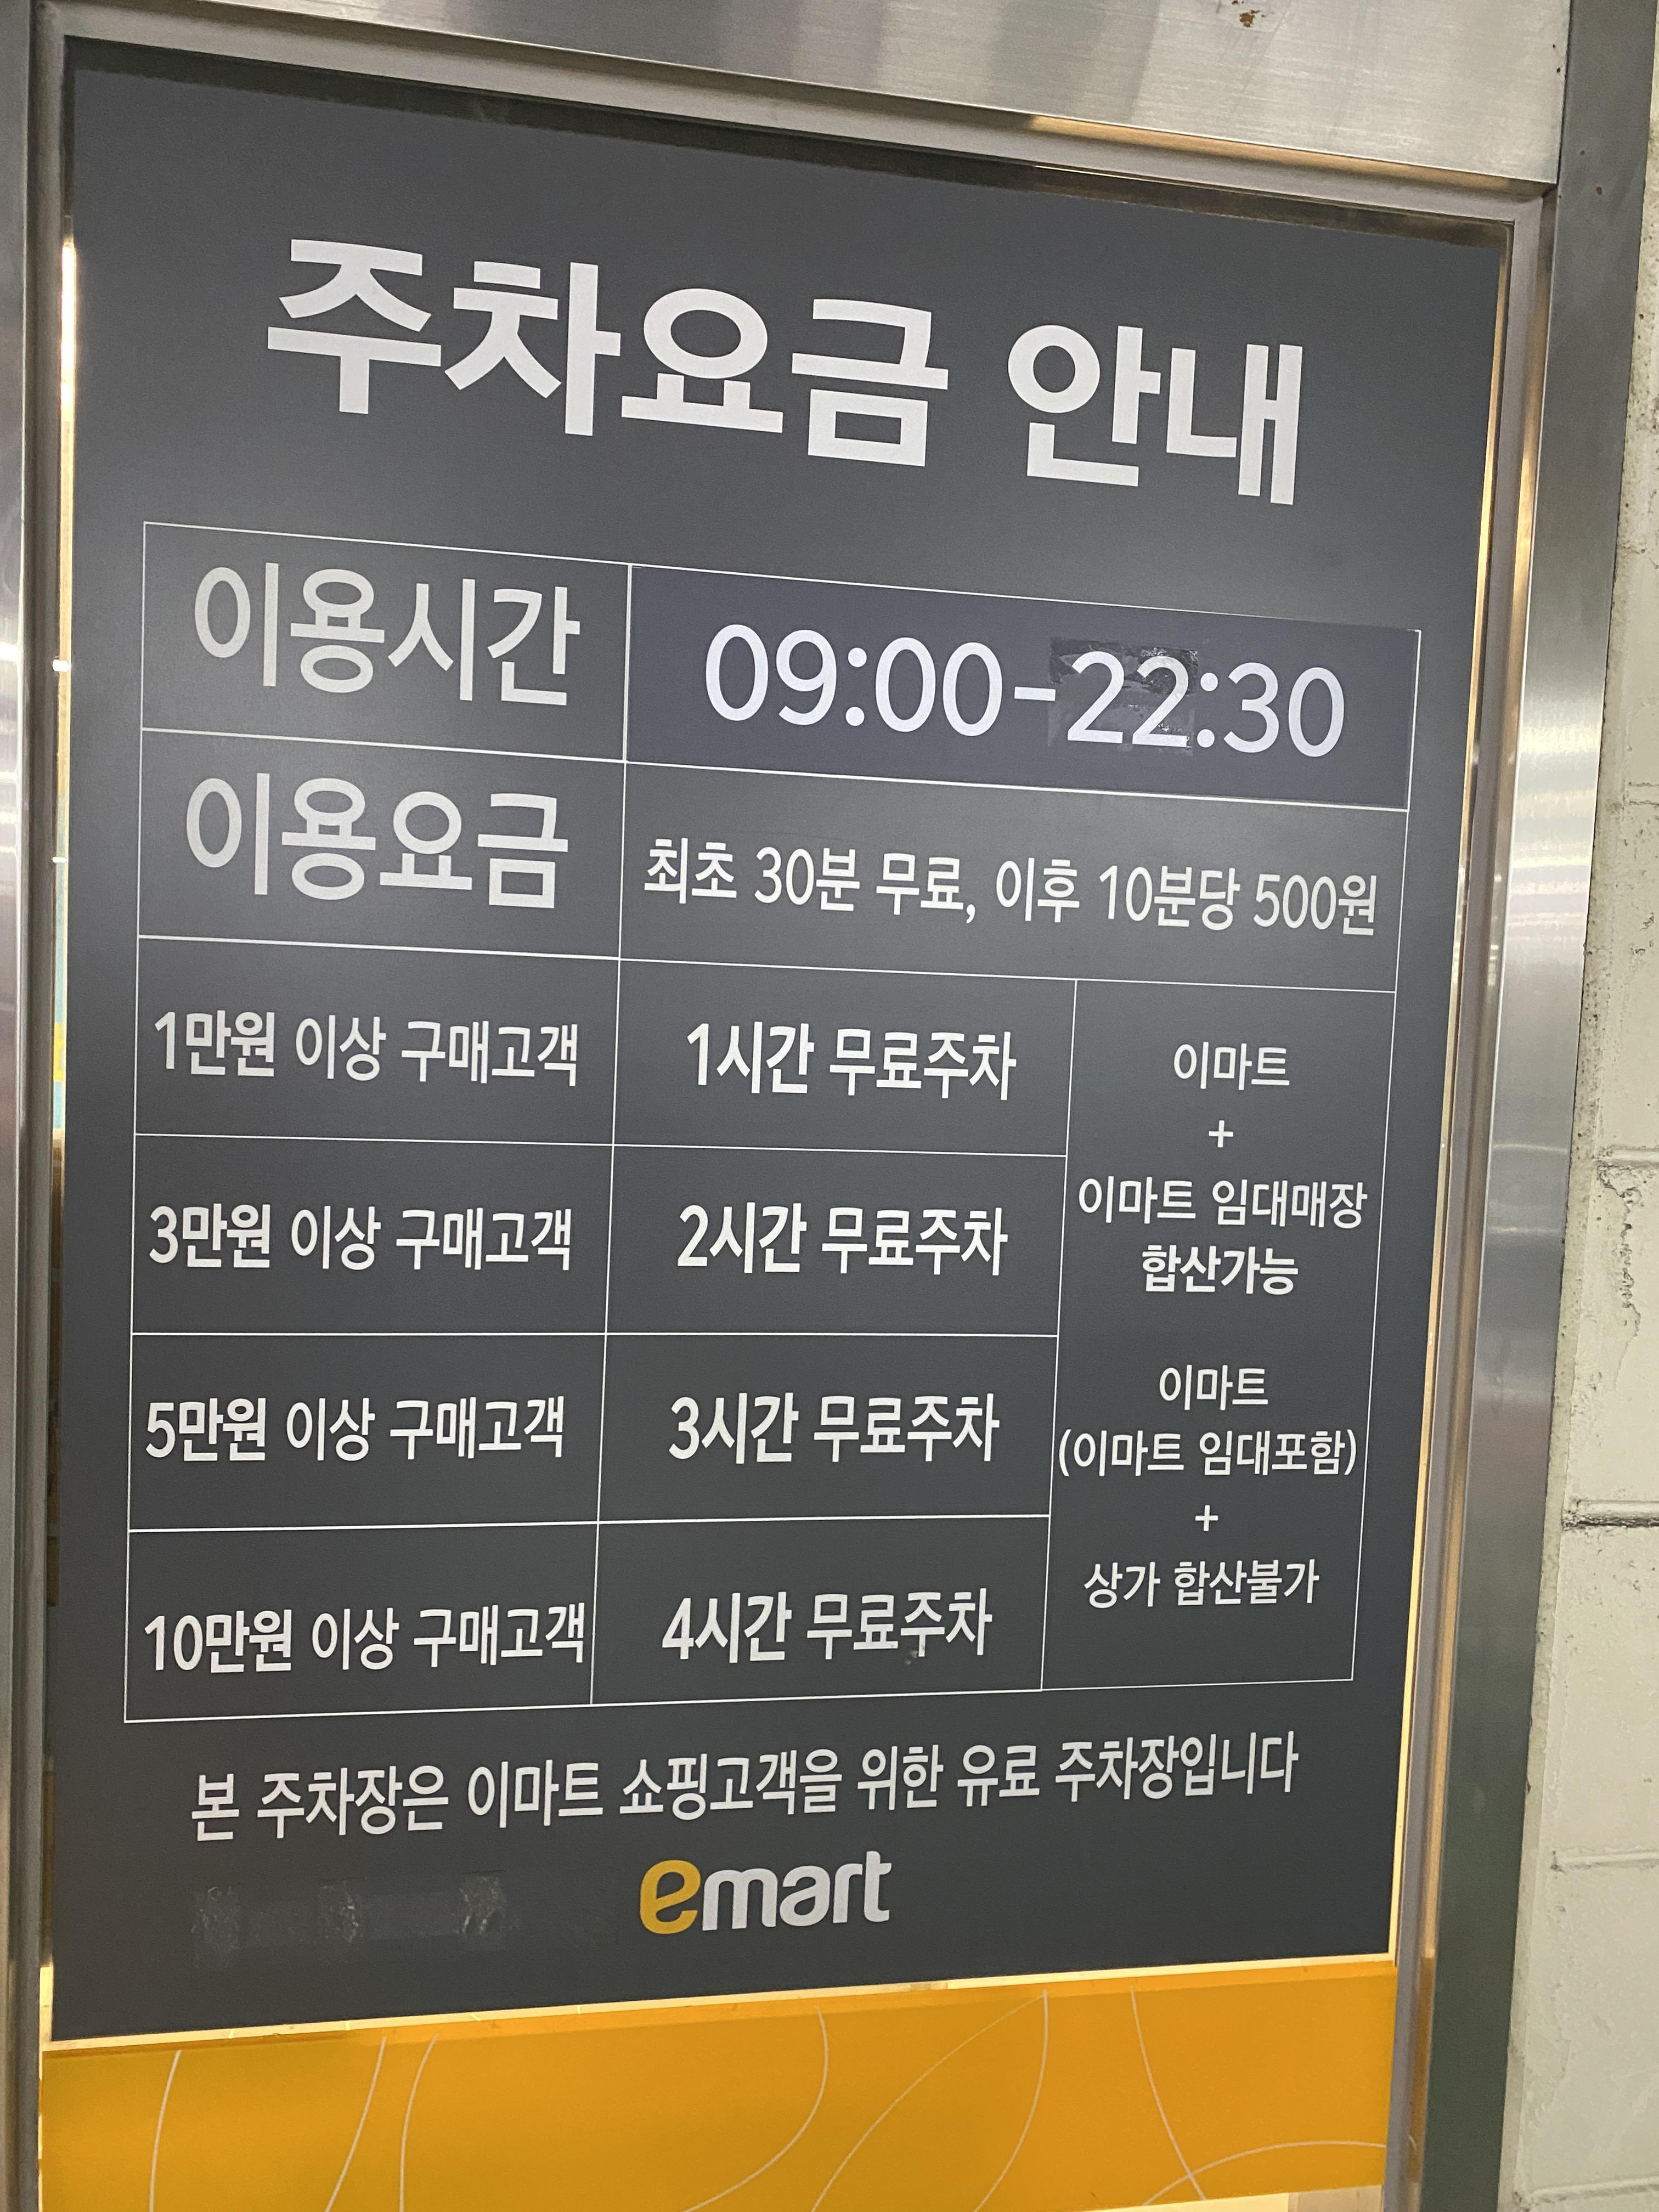 주차요금 안내
이용시간 09:00-22:30
이용요금 최초 30분 무료, 이후 10분당 500원
1만원 이상 구매고객 1시간 무료주차
3만원 이상 구매고객 2시간 무료주차
5만원 이상 구매고객 3시간 무료주차
10만원 이상 구매고객 4시간 무료주차
이마트
+
이마트 임대매장
합산가능
이마트
(이마트 임대포함)
+
상가 합산불가
본 주차장은 이마트 쇼핑고객을 위한 유료 주차장입니다
emart